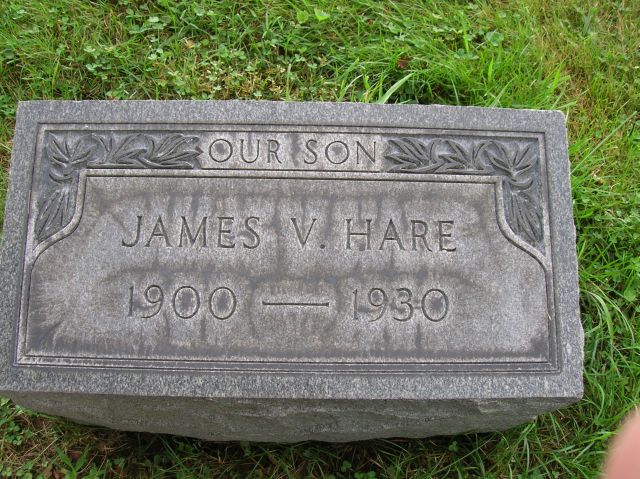 OUR SON
JAMES V. HARE
1900 — 1930